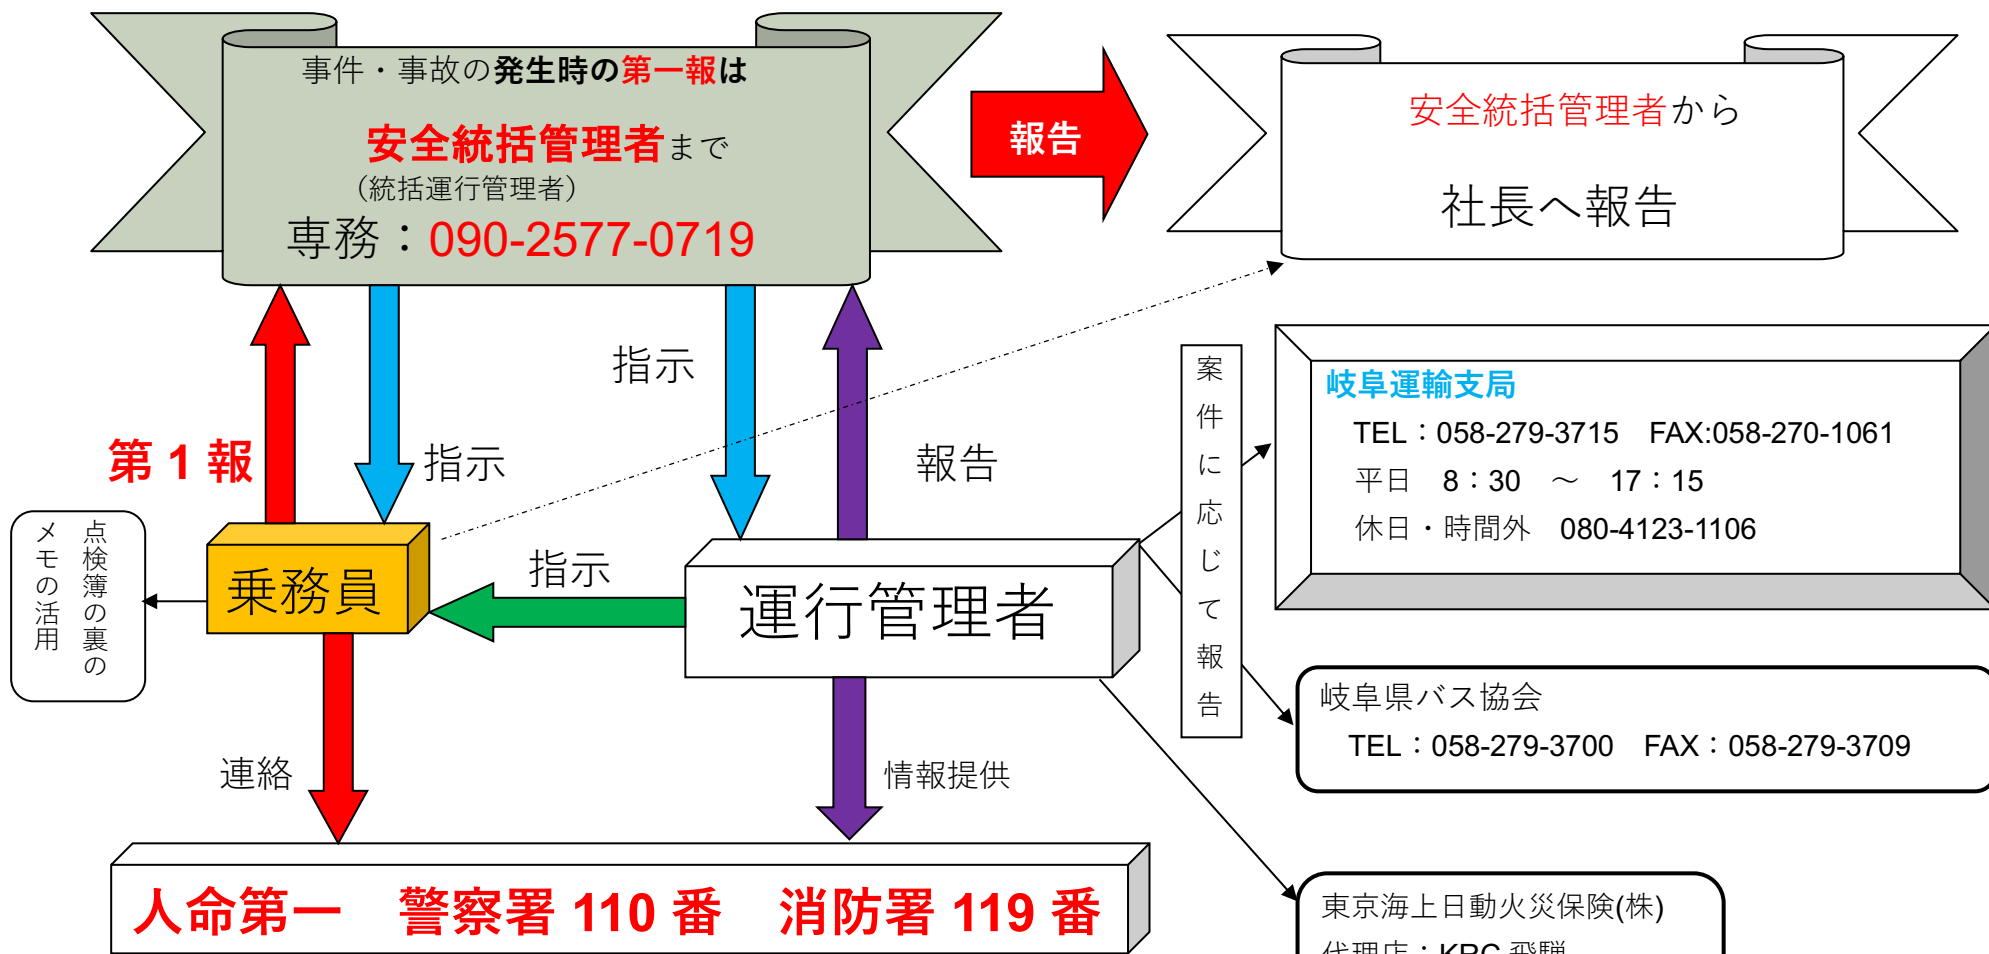 事件・事故の発生時の第一報は
安全統括管理者まで
（統括運行管理者）
専務：090-2577-0719
報告
安全統括管理者から
社長へ報告
第1報
指示
指示
報告
点検簿の裏の
メモの活用
乗務員
指示
運行管理者
案件に応じて報告
岐阜運輸支局
TEL：058-279-3715　FAX:058-270-1061
平日　8：30　～　17：15
休日・時間外　080-4123-1106
岐阜県バス協会
TEL：058-279-3700　FAX：058-279-3709
連絡
情報提供
人命第一　警察署 110 番　消防署 119 番
東京海上日動火災保険(株)
代理店：KRC 飛騨